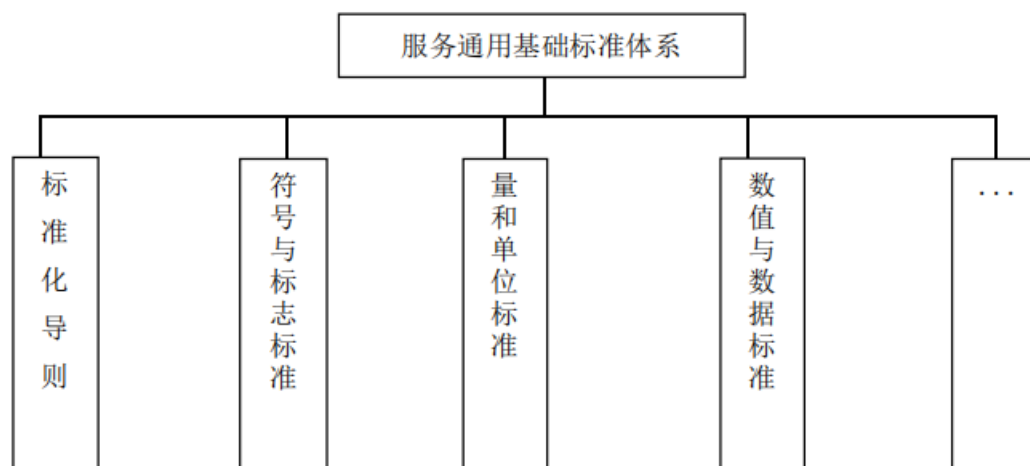 服务通用基础标准体系
标准化导则
符号与标志标准
量和单位标准
数值与数据标准
...